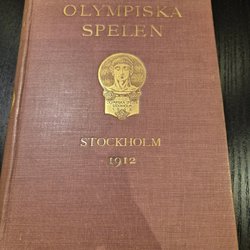 OLYMPISKA
SPELEN
STOCKHOLM
1912